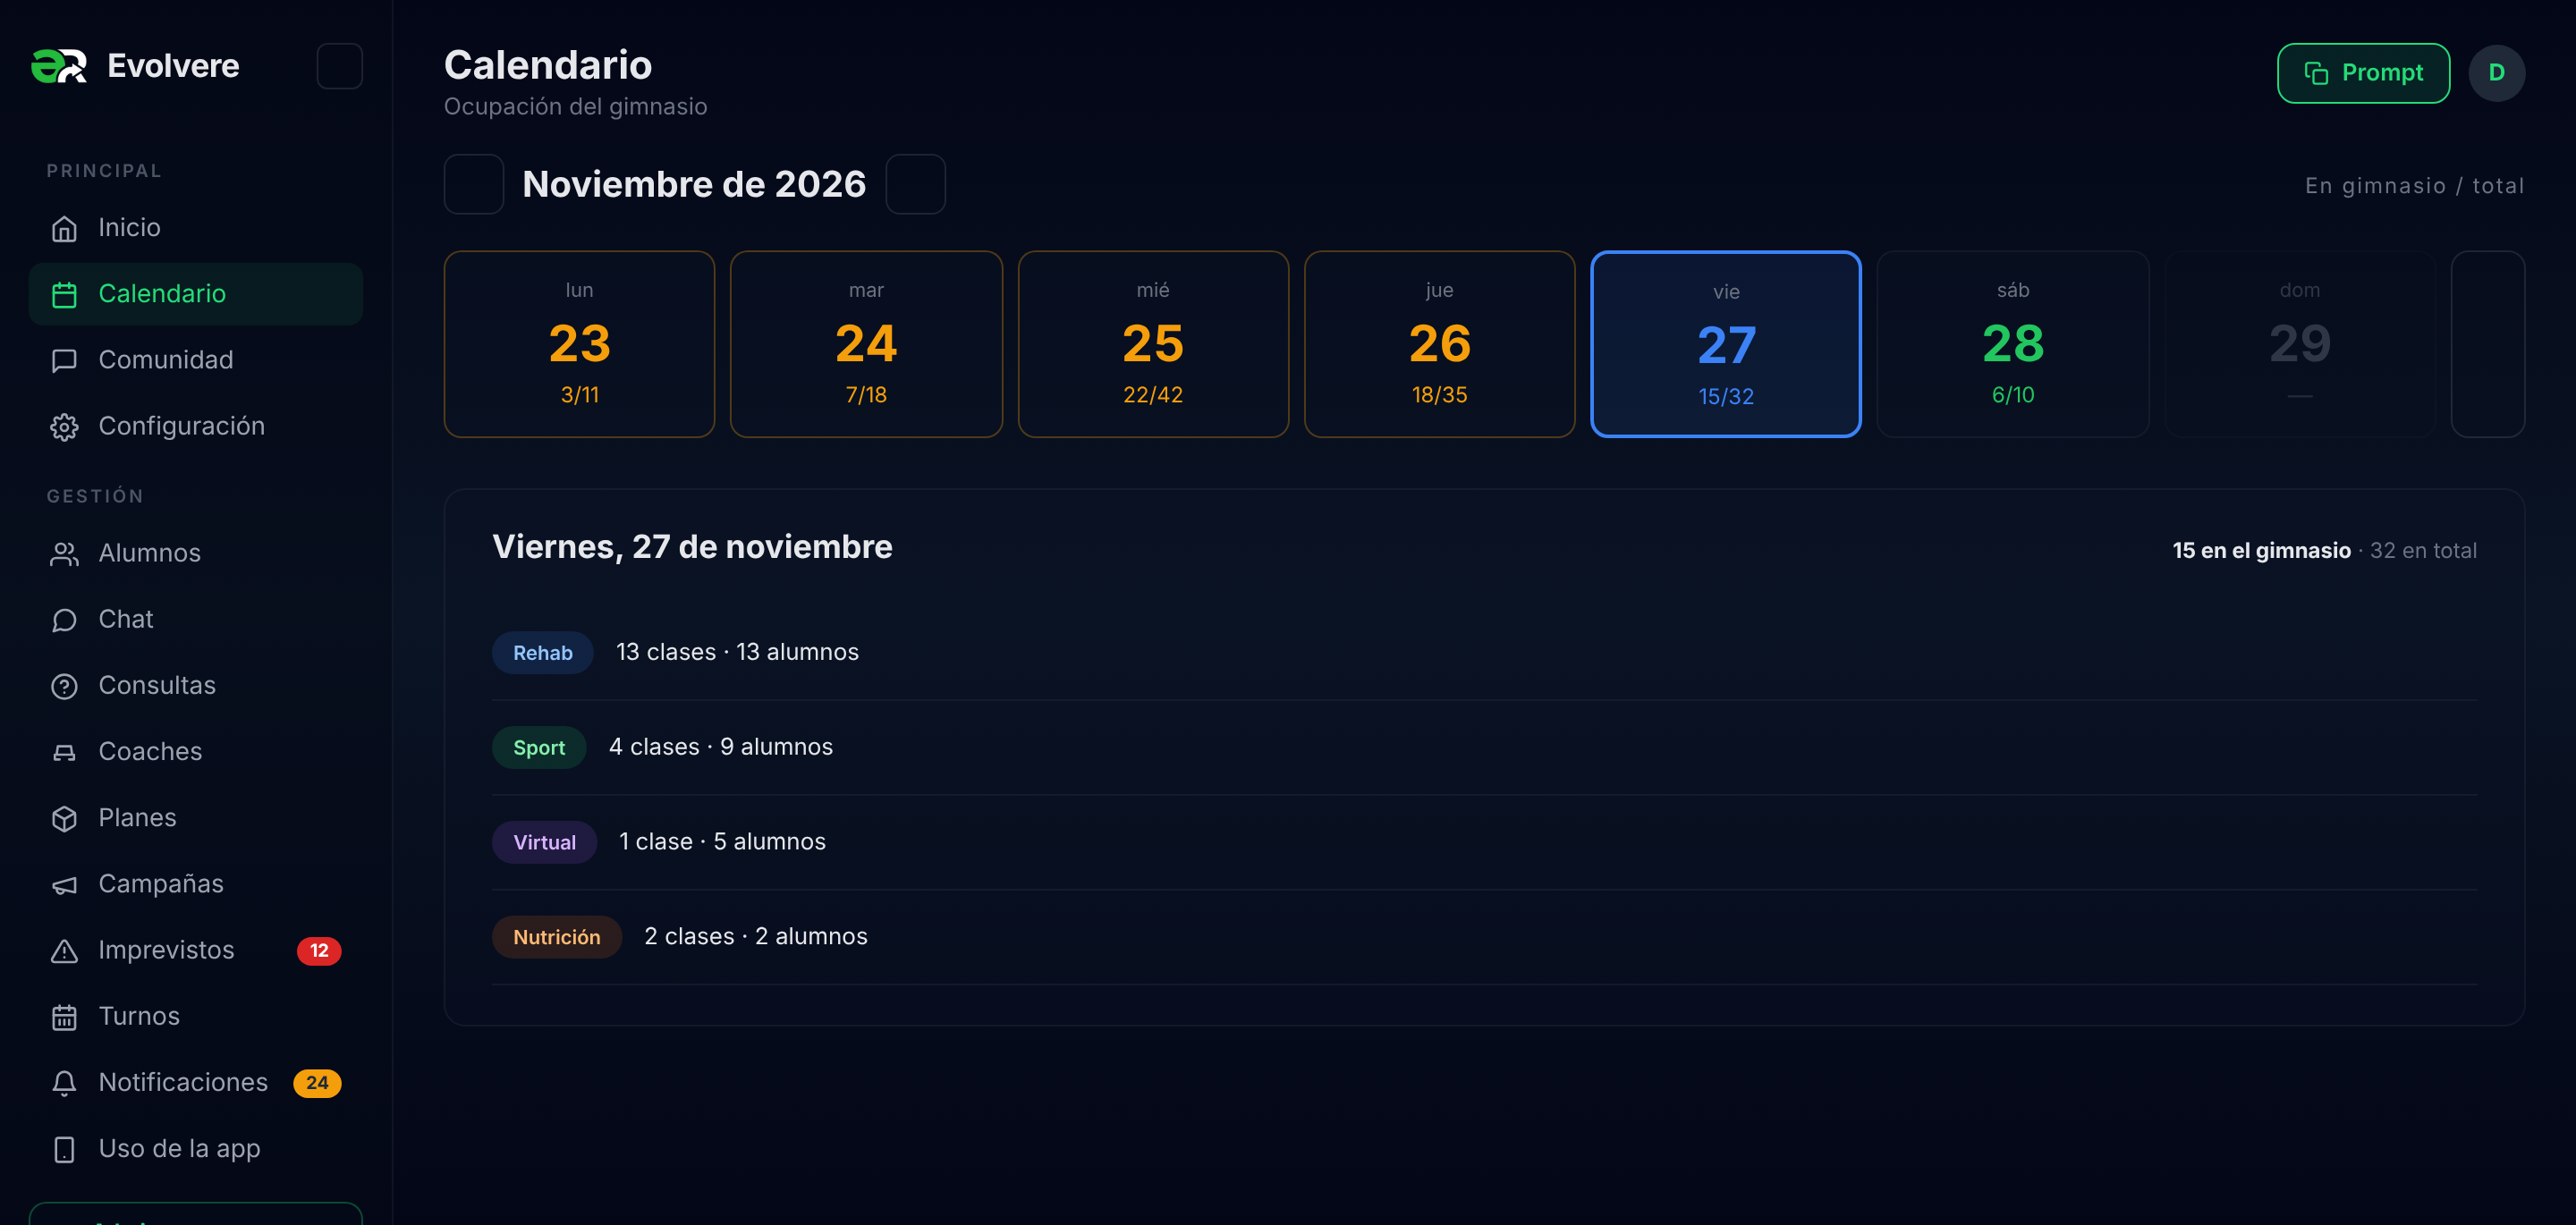 Evolvere
PRINCIPAL
Inicio
Calendario
Comunidad
Configuración
GESTIÓN
Alumnos
Chat
Consultas
Coaches
Planes
Campañas
Imprevistos 12
Turnos
Notificaciones 24
Uso de la app
Calendario
Ocupación del gimnasio
Prompt
D
Noviembre de 2026
En gimnasio / total
lun
23
3/11
mar
24
7/18
mié
25
22/42
jue
26
18/35
vie
27
15/32
sáb
28
6/10
dom
29
—
Viernes, 27 de noviembre
15 en el gimnasio · 32 en total
Rehab 13 clases · 13 alumnos
Sport 4 clases · 9 alumnos
Virtual 1 clase · 5 alumnos
Nutrición 2 clases · 2 alumnos